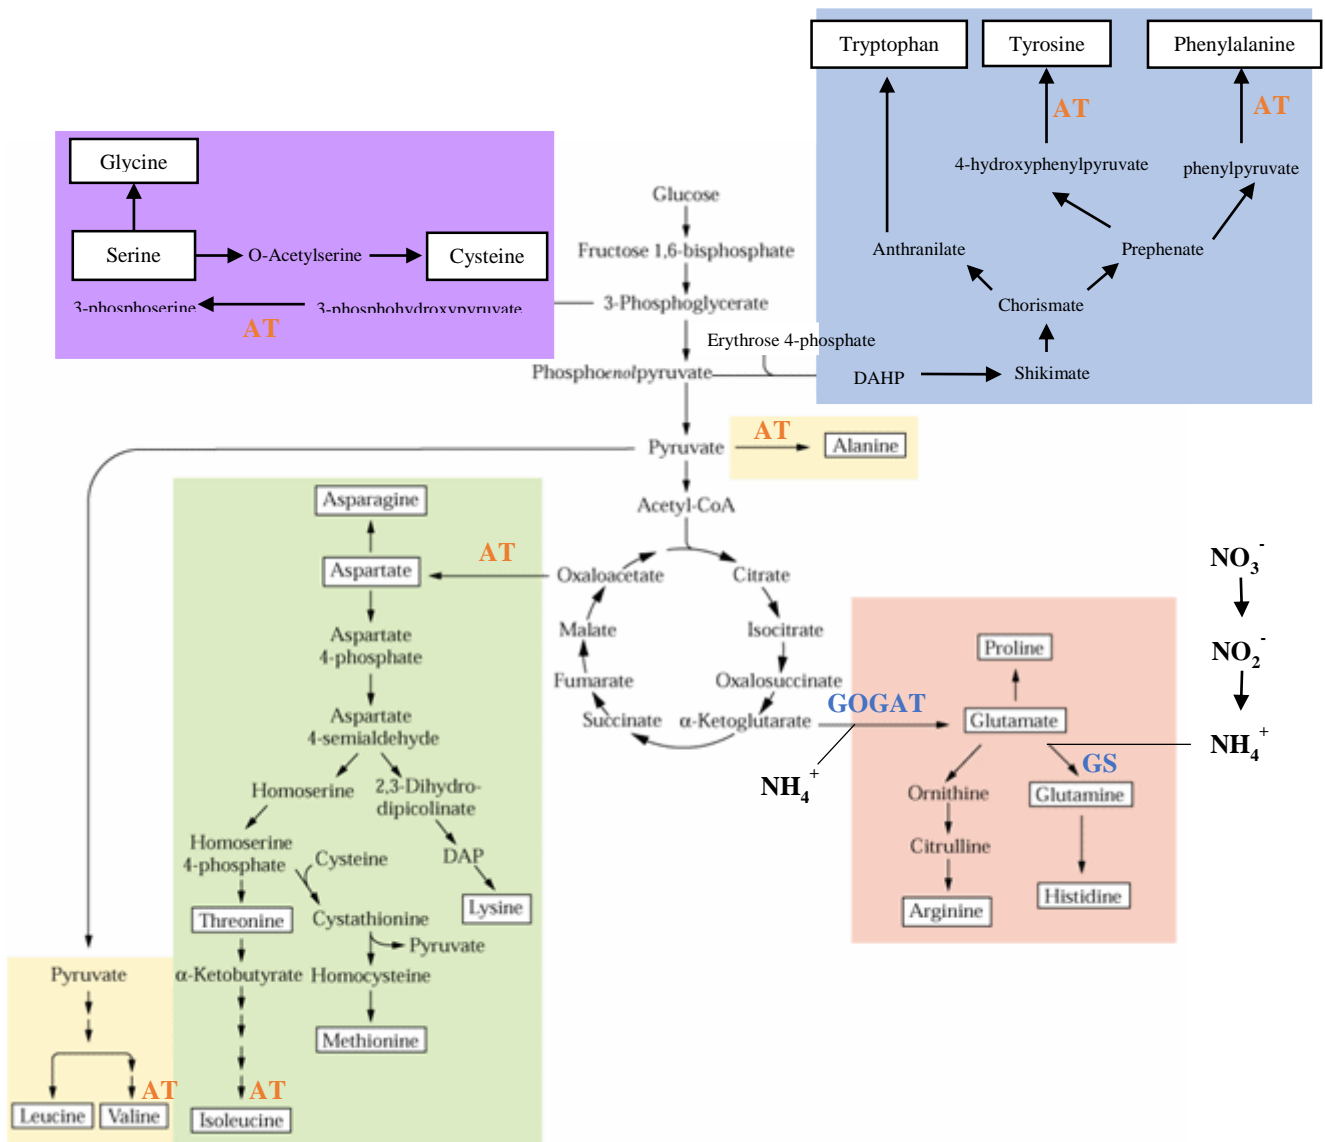 Tryptophan
Tyrosine
Phenylalanine
AT
AT
Glycine
4-hydroxyphenylpyruvate
phenylpyruvate
Glucose
Serine
O-Acetylserine
Cysteine
Fructose 1,6-bisphosphate
Anthranilate
Prephenate
3-phosphoserine
3-phosphohydroxypyruvate
3-Phosphoglycerate
Chorismate
AT
Erythrose 4-phosphate
Phosphoenolpyruvate
DAHP
Shikimate
AT
Pyruvate
Alanine
Asparagine
Acetyl-CoA
AT
Aspartate
Oxaloacetate
Citrate
NO3-
Aspartate
4-phosphate
Malate
Isocitrate
Proline
NO2-
Fumarate
Oxalosuccinate
GOGAT
Aspartate
4-semialdehyde
Succinate
α-Ketoglutarate
Glutamate
NH4+
GS
NH4+
Homoserine
2,3-Dihydro-
dipicolinate
Ornithine
Glutamine
Homoserine
4-phosphate
Cysteine
DAP
Citrulline
Threonine
Cystathionine
Lysine
Arginine
Histidine
Pyruvate
Pyruvate
α-Ketobutyrate
Homocysteine
Methionine
AT
AT
Leucine
Valine
Isoleucine